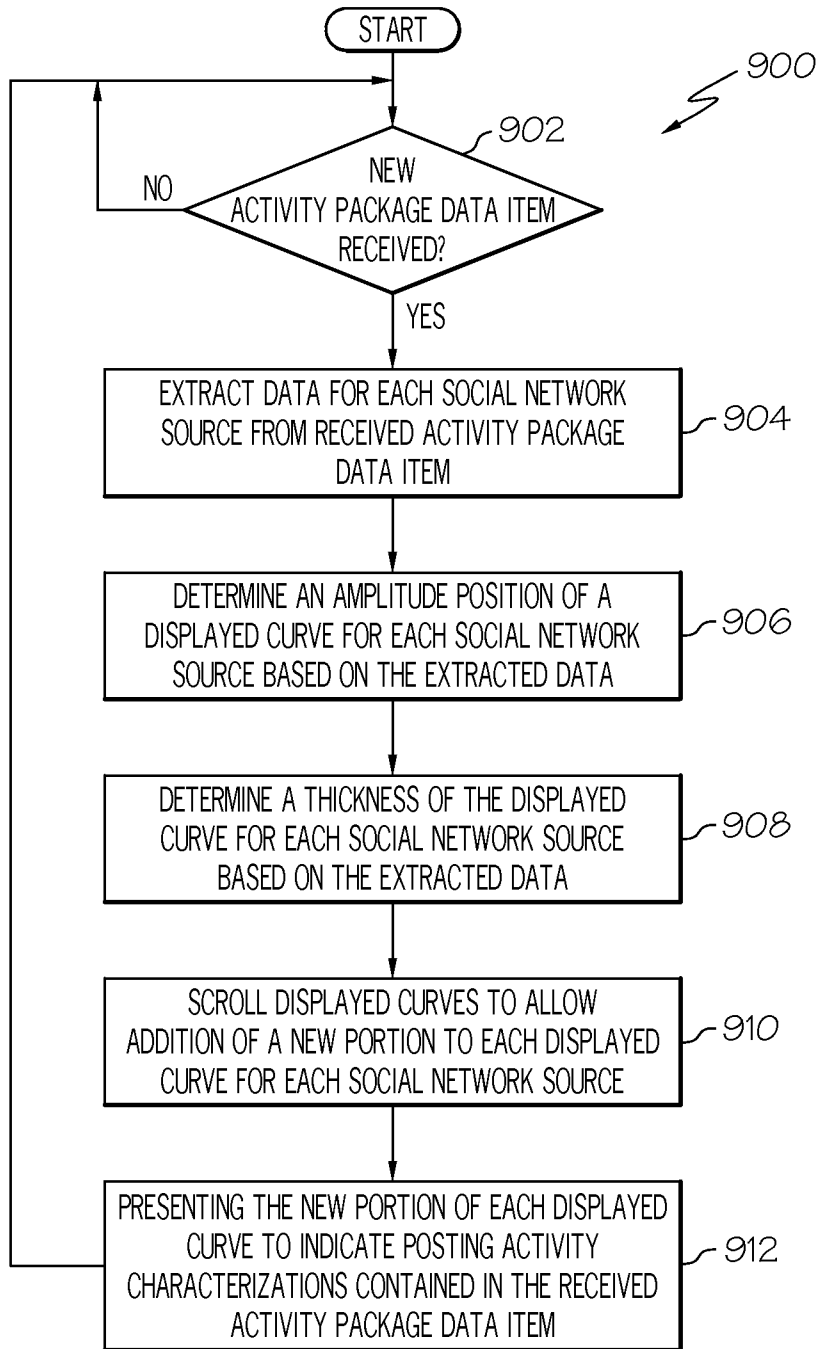 START
900
902
NEW
ACTIVITY PACKAGE DATA ITEM
RECEIVED?
NO
YES
EXTRACT DATA FOR EACH SOCIAL NETWORK
SOURCE FROM RECEIVED ACTIVITY PACKAGE
DATA ITEM
904
DETERMINE AN AMPLITUDE POSITION OF A
DISPLAYED CURVE FOR EACH SOCIAL NETWORK
SOURCE BASED ON THE EXTRACTED DATA
906
DETERMINE A THICKNESS OF THE DISPLAYED
CURVE FOR EACH SOCIAL NETWORK SOURCE
BASED ON THE EXTRACTED DATA
908
SCROLL DISPLAYED CURVES TO ALLOW
ADDITION OF A NEW PORTION TO EACH DISPLAYED
CURVE FOR EACH SOCIAL NETWORK SOURCE
910
PRESENTING THE NEW PORTION OF EACH DISPLAYED
CURVE TO INDICATE POSTING ACTIVITY
CHARACTERIZATIONS CONTAINED IN THE RECEIVED
ACTIVITY PACKAGE DATA ITEM
912